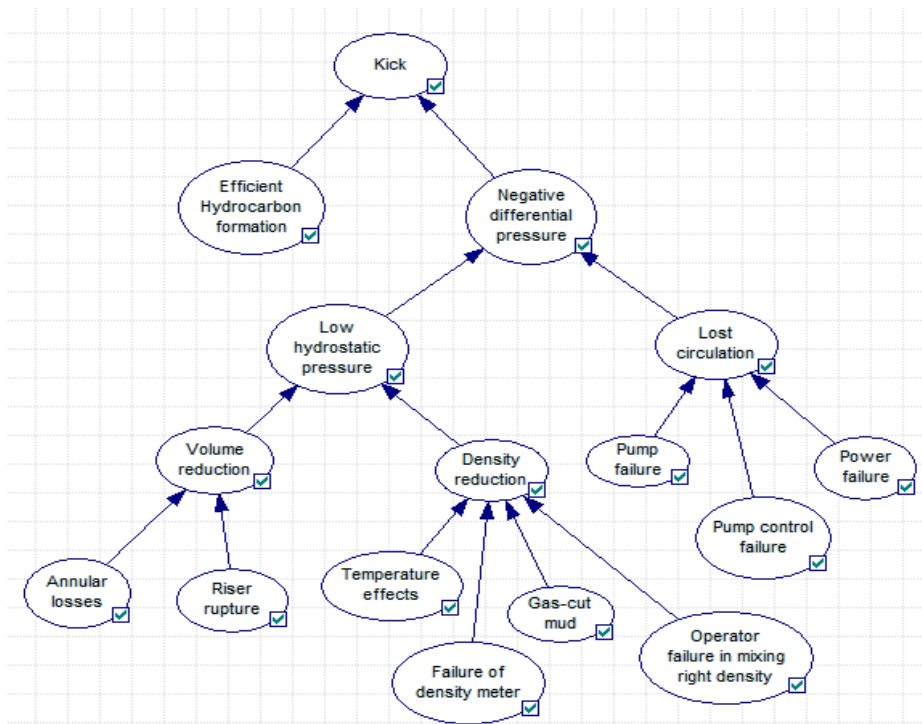 Kick
Efficient
Hydrocarbon
formation
Negative
differential
pressure
Low
hydrostatic
pressure
Lost
circulation
Volume
reduction
Density
reduction
Pump
failure
Power
failure
Pump control
failure
Annular
losses
Riser
rupture
Temperature
effects
Gas-cut
mud
Failure of
density meter
Operator
failure in mixing
right density